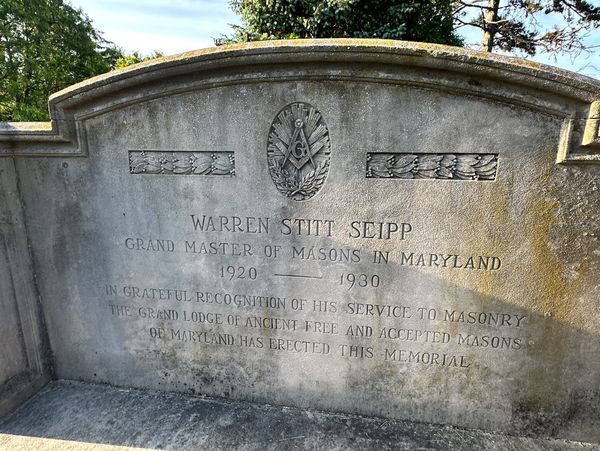 G
WARREN STITT SEIPP
GRAND MASTER OF MASONS IN MARYLAND
1920 — 1930
IN GRATEFUL RECOGNITION OF HIS SERVICE TO MASONRY
THE GRAND LODGE OF ANCIENT FREE AND ACCEPTED MASONS
OF MARYLAND HAS ERECTED THIS MEMORIAL